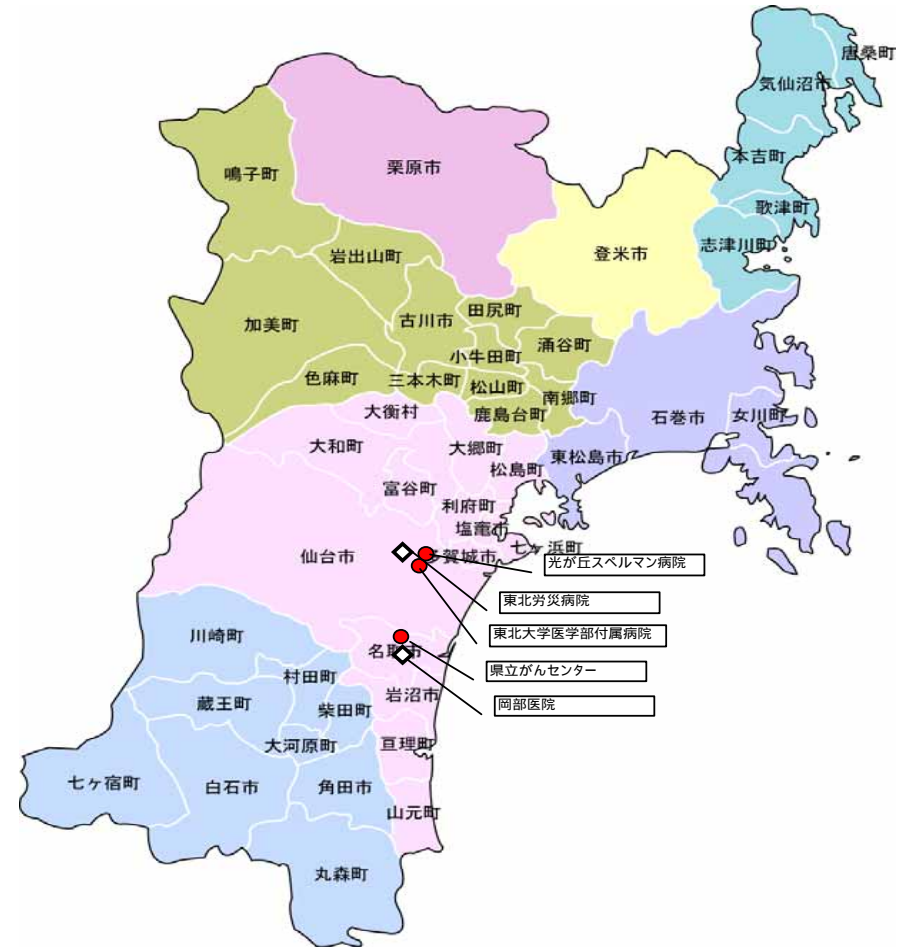 唐桑町
気仙沼市
本吉町
鳴子町
栗原市
歌津町
志津川町
岩出山町
登米市
田尻町
加美町
古川市
涌谷町
小牛田町
色麻町
三本木町
松山町
南郷町
大衡村
鹿島台町
石巻市
女川町
大和町
大郷町
東松島市
松島町
富谷町
利府町
塩竈市
仙台市
多賀城市
七ヶ浜町
光が丘スペルマン病院
東北労災病院
東北大学医学部付属病院
川崎町
名取市
県立がんセンター
村田町
岩沼市
蔵王町
柴田町
岡部医院
大河原町
亘理町
七ヶ宿町
白石市
角田市
山元町
丸森町